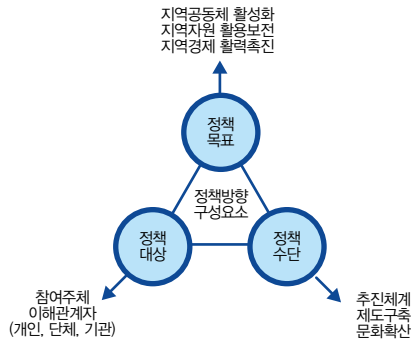 지역공동체 활성화
지역자원 활용보전
지역경제 활력촉진
정책
목표
정책방향
구성요소
정책
대상
정책
수단
참여주체
이해관계자
(개인, 단체, 기관)
추진체계
제도구축
문화확산